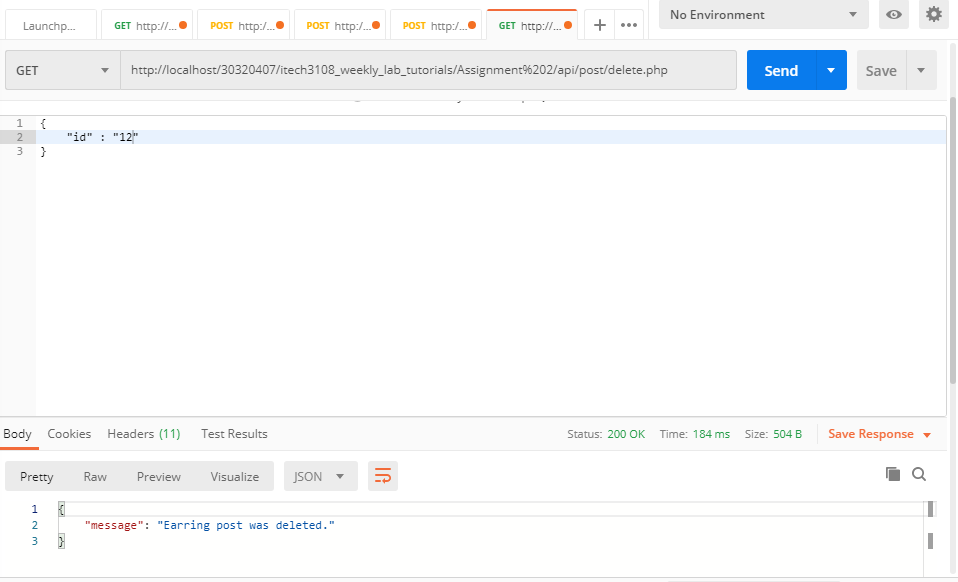 Launchp...
GET http://...
POST http:/...
POST http:/...
POST http:/...
GET http://...
No Environment
GET
http://localhost/30320407/itech3108_weekly_lab_tutorials/Assignment%202/api/post/delete.php
Send
Save
1 {
2 "id" : "12"
3 }
Body Cookies Headers (11) Test Results
Status: 200 OK Time: 184 ms Size: 504 B
Save Response
Pretty Raw Preview Visualize JSON
1 {
2 "message": "Earring post was deleted."
3 }